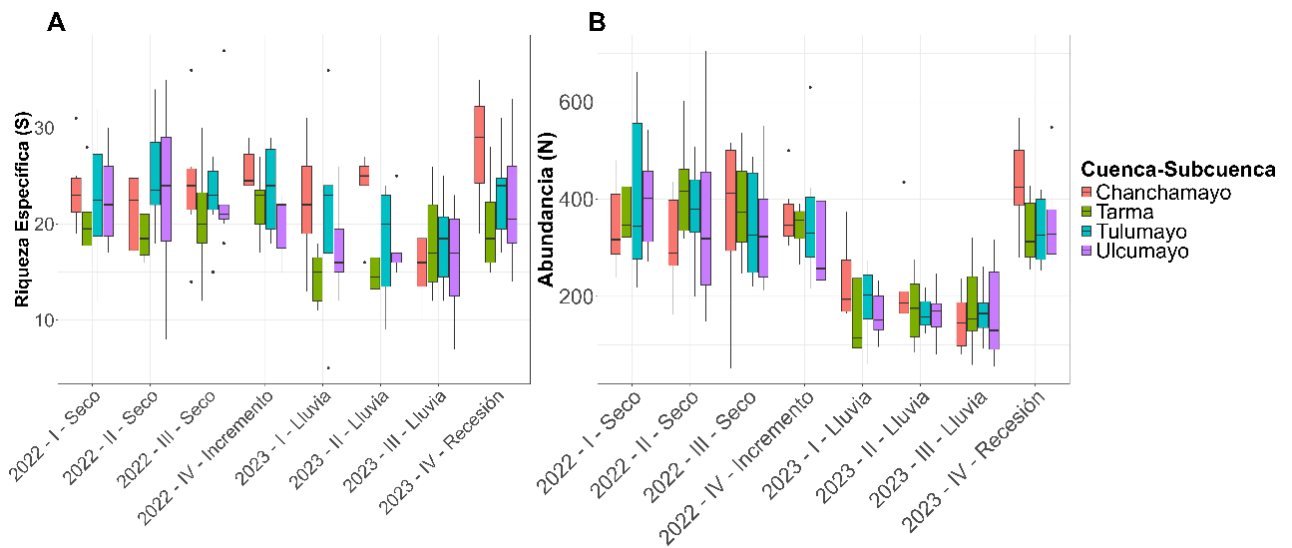 A
Riqueza Específica (S)
30
20
10
2022 - I - Seco
2022 - II - Seco
2022 - III - Seco
2022 - IV - Incremento
2023 - I - Lluvia
2023 - II - Lluvia
2023 - III - Lluvia
2023 - IV - Recesión
B
Abundancia (N)
600
400
200
2022 - I - Seco
2022 - II - Seco
2022 - III - Seco
2022 - IV - Incremento
2023 - I - Lluvia
2023 - II - Lluvia
2023 - III - Lluvia
2023 - IV - Recesión
Cuenca-Subcuenca
Chanchamayo
Tarma
Tulumayo
Ulcumayo